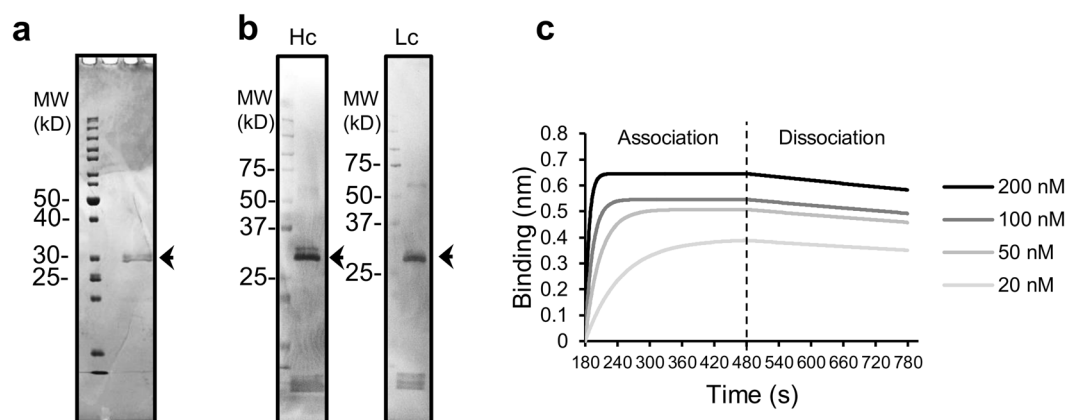 a
MW
(kD)
50-
40-
30-
25-
b
Hc
MW
(kD)
75-
50-
37-
25-
Lc
MW
(kD)
75-
50-
37-
25-
c
Binding (nm)
0.8
0.7
0.6
0.5
0.4
0.3
0.2
0.1
0
Association
Dissociation
180 240 300 360 420 480 540 600 660 720 780
Time (s)
200 nM
100 nM
50 nM
20 nM